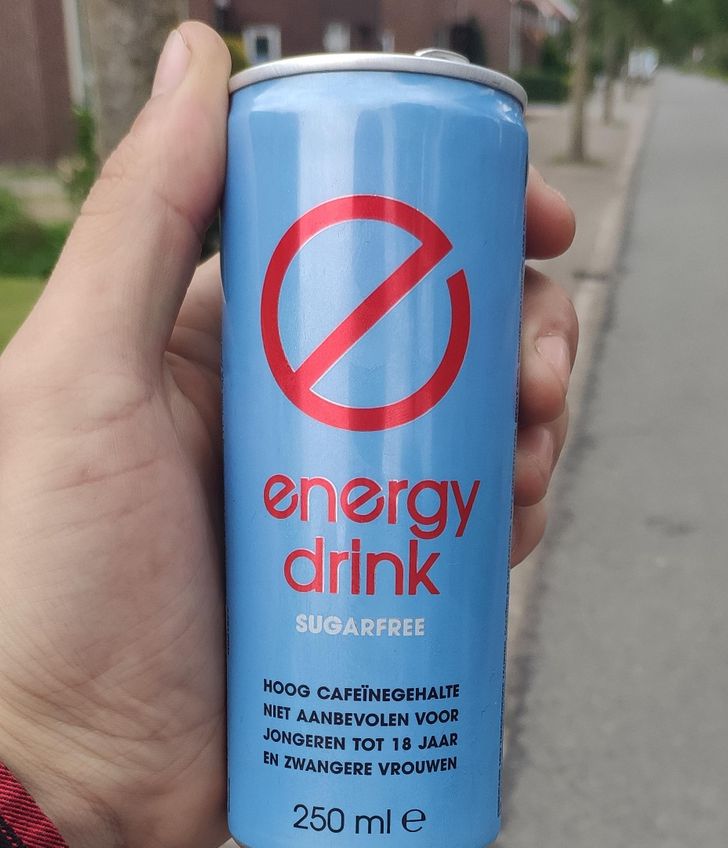 energy
drink
SUGARFREE
HOOG CAFEÏNEGEHALTE
NIET AANBEVOLEN VOOR
JONGEREN TOT 18 JAAR
EN ZWANGERE VROUWEN
250 ml ℮